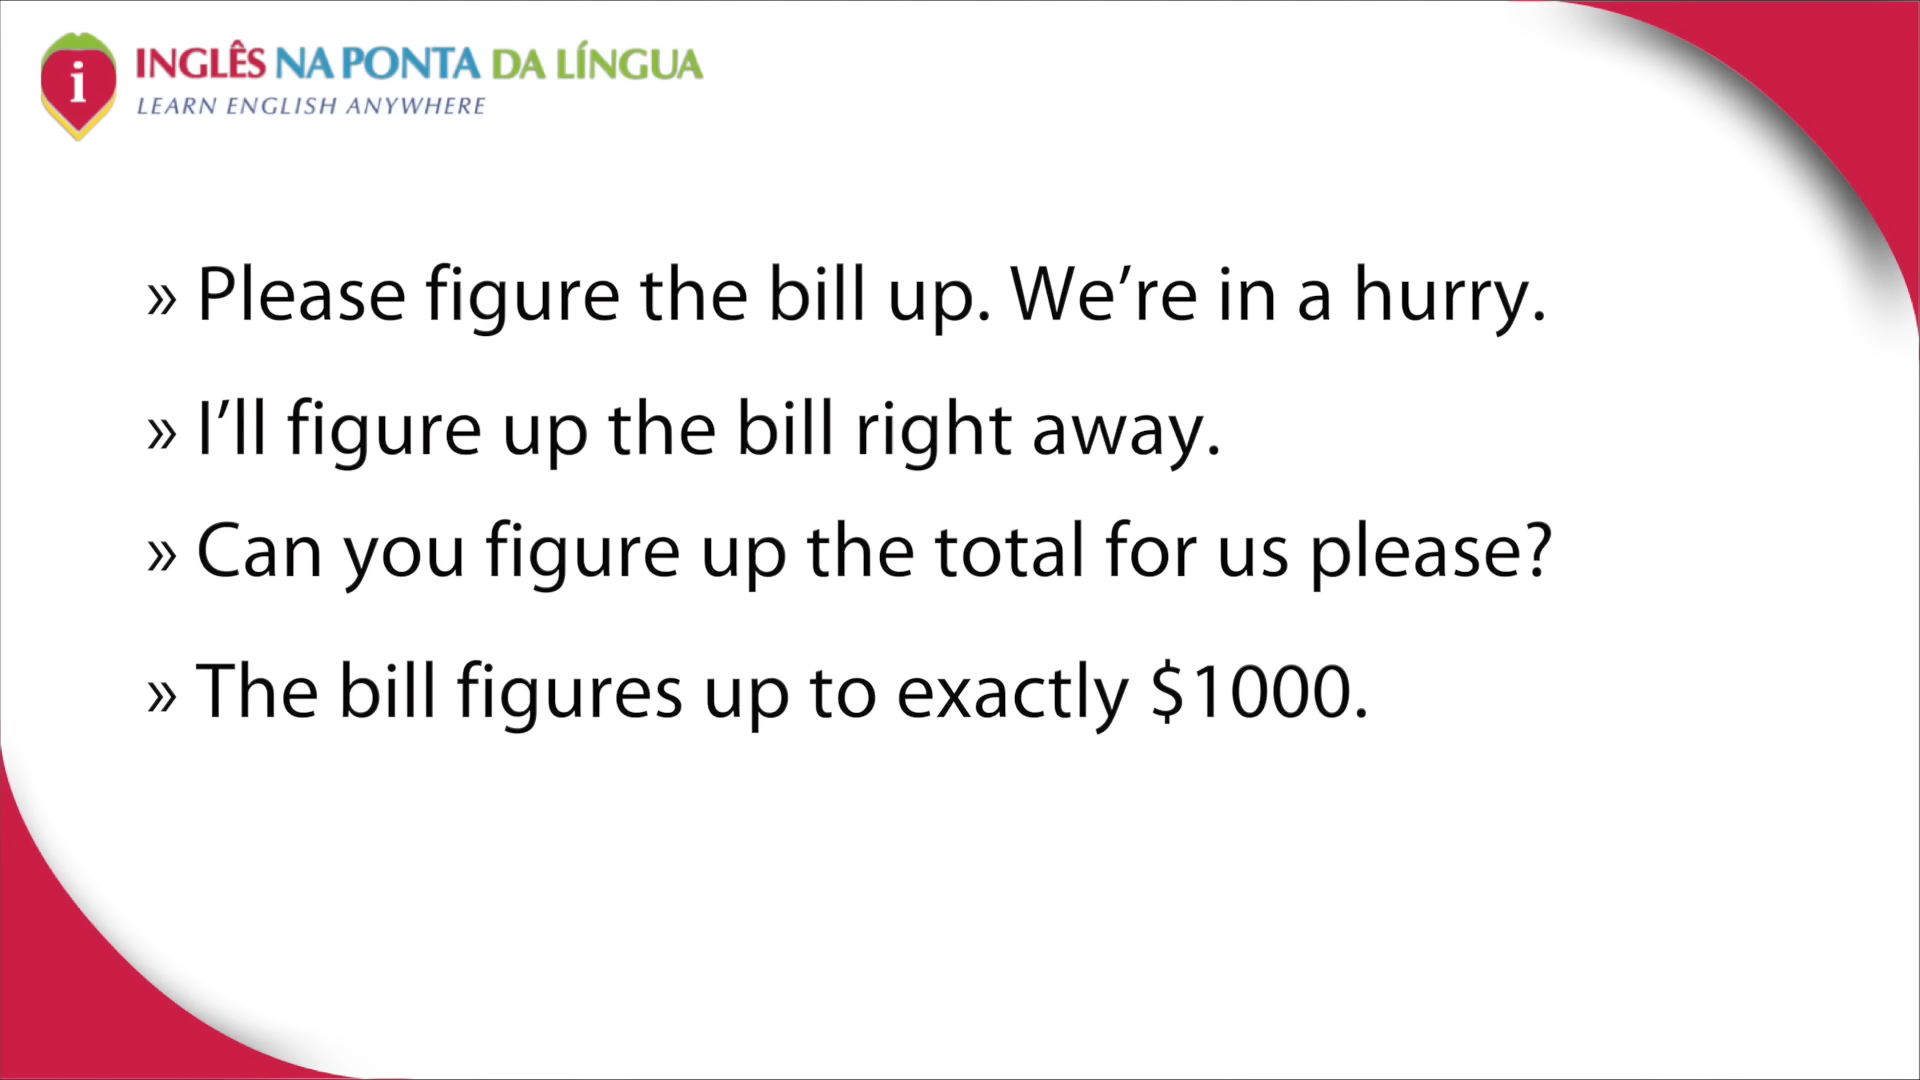 i
INGLÊS NA PONTA DA LÍNGUA
LEARN ENGLISH ANYWHERE
» Please figure the bill up. We’re in a hurry.
» I’ll figure up the bill right away.
» Can you figure up the total for us please?
» The bill figures up to exactly $1000.